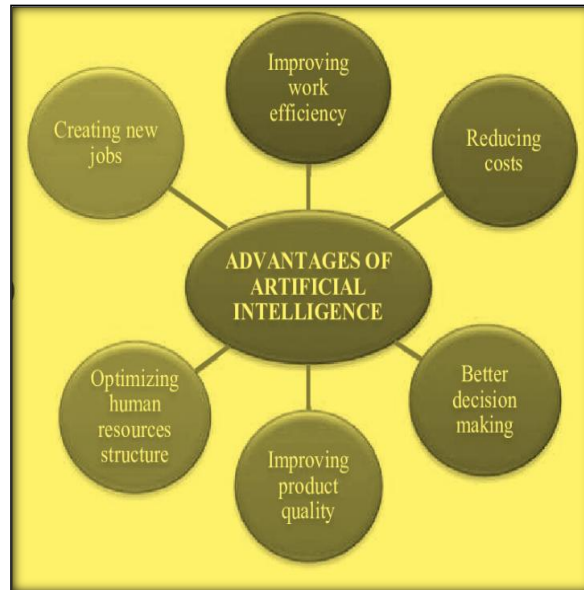 Improving
work
efficiency
Creating new
jobs
Reducing
costs
ADVANTAGES OF
ARTIFICIAL
INTELLIGENCE
Optimizing
human
resources
structure
Better
decision
making
Improving
product
quality